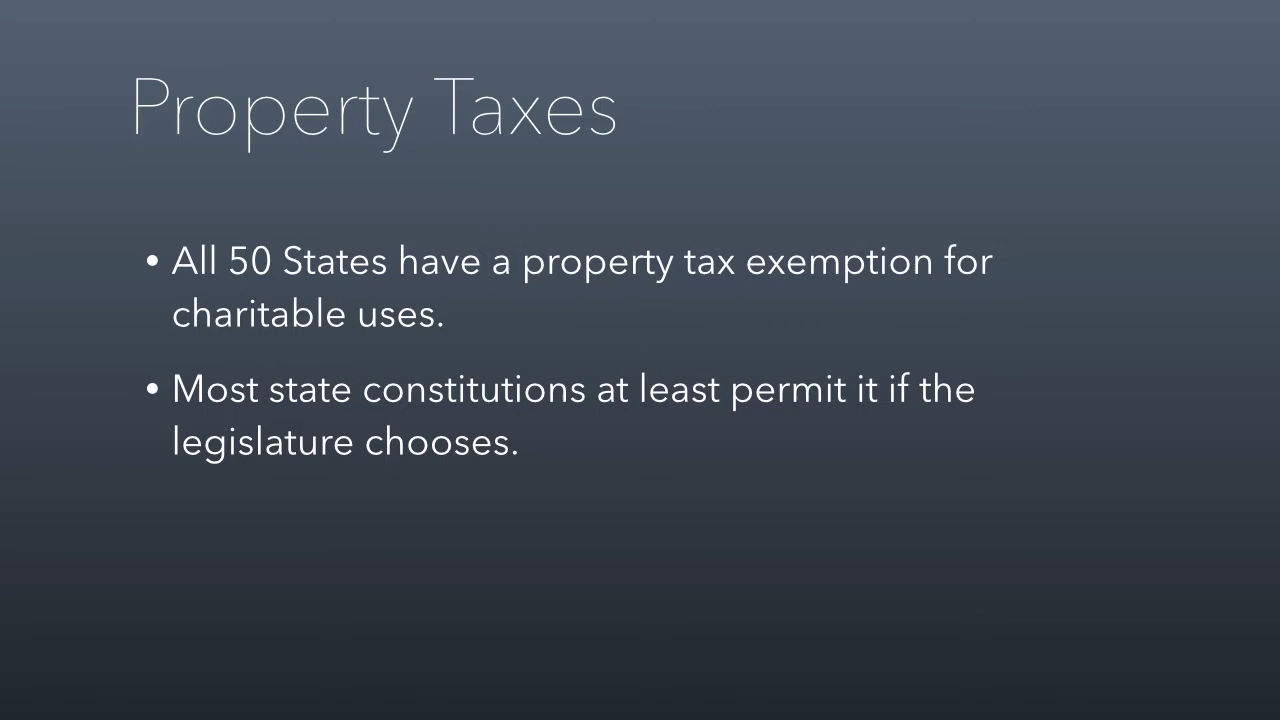 Property Taxes
• All 50 States have a property tax exemption for
charitable uses.
• Most state constitutions at least permit it if the
legislature chooses.